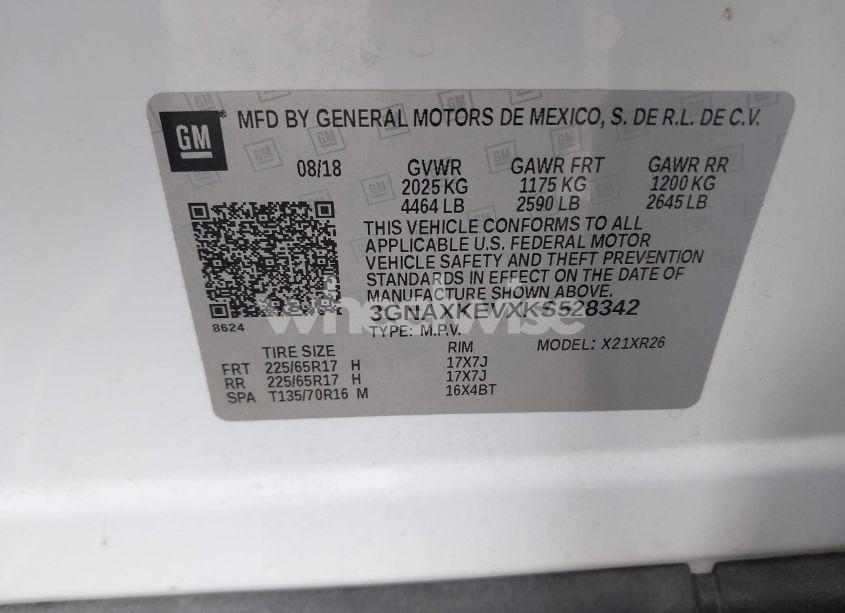 GM MFD BY GENERAL MOTORS DE MEXICO, S. DE R.L. DE C.V.
08/18 GVWR GAWR FRT GAWR RR
2025 KG 1175 KG 1200 KG
4464 LB 2590 LB 2645 LB
THIS VEHICLE CONFORMS TO ALL
APPLICABLE U.S. FEDERAL MOTOR
VEHICLE SAFETY AND THEFT PREVENTION
STANDARDS IN EFFECT ON THE DATE OF
MANUFACTURE SHOWN ABOVE.
3GNAXKEVXKS528342
wheelwise
8624
TYPE: M.P.V.
TIRE SIZE RIM MODEL: X21XR26
FRT 225/65R17 H 17X7J
RR 225/65R17 H 17X7J
SPA T135/70R16 M 16X4BT